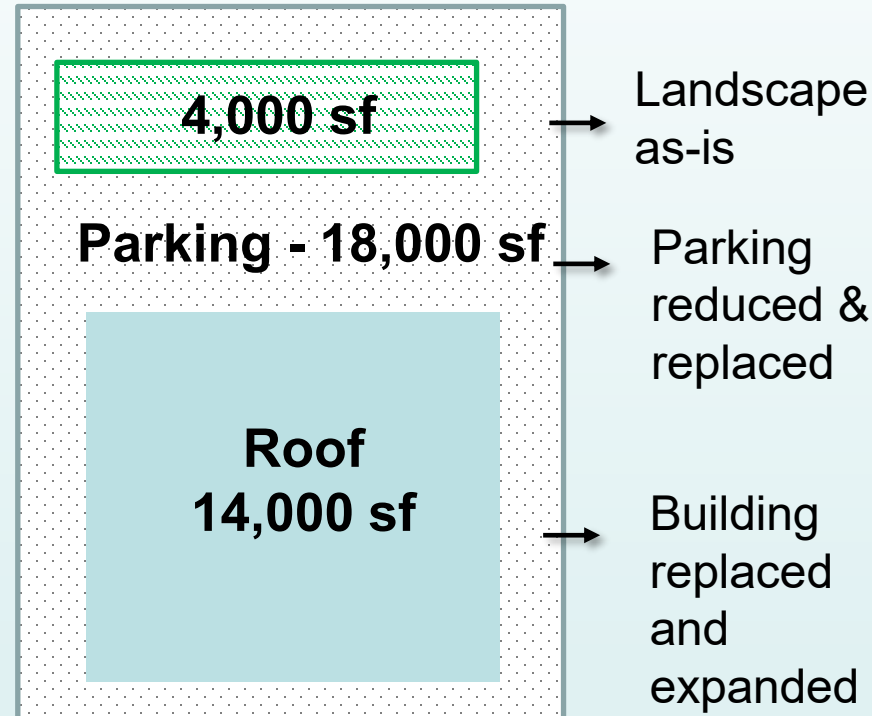 4,000 sf
Landscape
as-is
Parking - 18,000 sf
Parking
reduced &
replaced
Roof
14,000 sf
Building
replaced
and
expanded